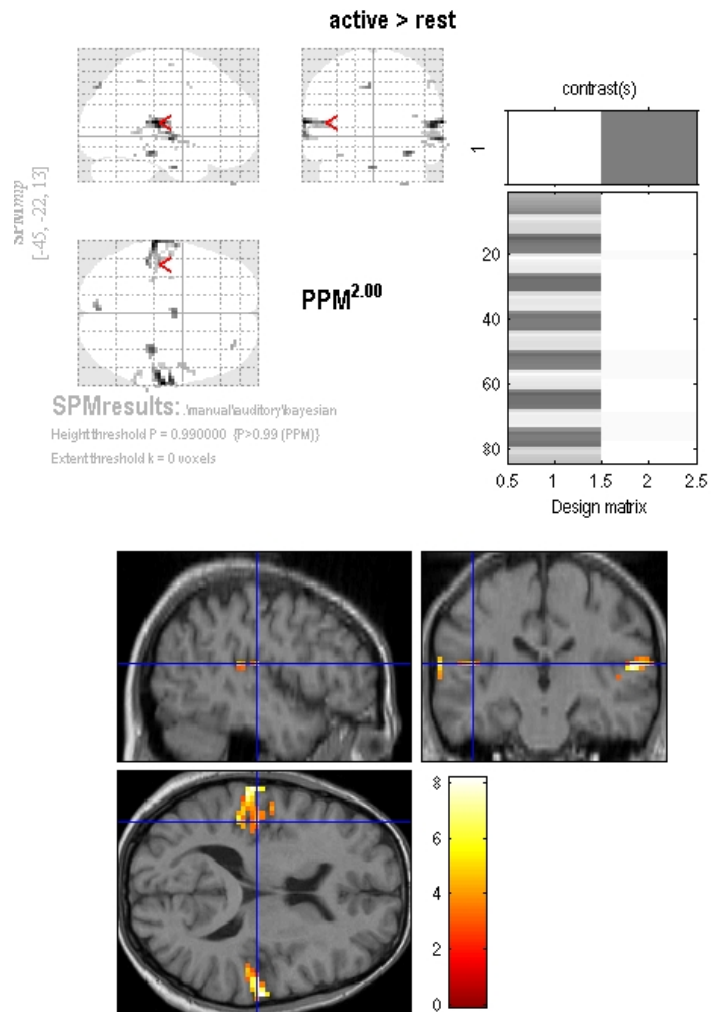 active > rest
SPMmip
[-45, -22, 13]
PPM2.00
SPMresults: .\manual\auditory\bayesian
Height threshold P = 0.990000 {P>0.99 (PPM)}
Extent threshold k = 0 voxels
contrast(s)
1
20
40
60
80
0.5 1 1.5 2 2.5
Design matrix
8
6
4
2
0